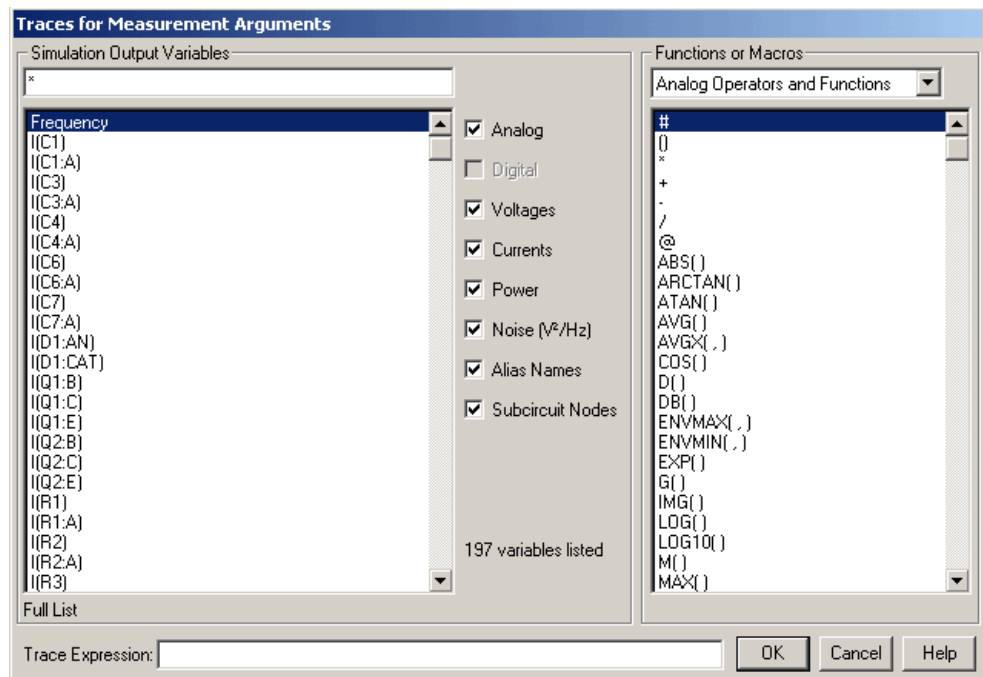 Traces for Measurement Arguments
Simulation Output Variables
*
Frequency
I(C1)
I(C1:A)
I(C3)
I(C3:A)
I(C4)
I(C4:A)
I(C6)
I(C6:A)
I(C7)
I(C7:A)
I(D1:AN)
I(D1:CAT)
I(Q1:B)
I(Q1:C)
I(Q1:E)
I(Q2:B)
I(Q2:C)
I(Q2:E)
I(R1)
I(R1:A)
I(R2)
I(R2:A)
I(R3)
Full List
Analog
Digital
Voltages
Currents
Power
Noise (V²/Hz)
Alias Names
Subcircuit Nodes
197 variables listed
Functions or Macros
Analog Operators and Functions
#
()
*
+
-
/
@
ABS( )
ARCTAN( )
ATAN( )
AVG( )
AVGX( , )
COS( )
D( )
DB( )
ENVMAX( , )
ENVMIN( , )
EXP( )
G( )
IMG( )
LOG( )
LOG10( )
M( )
MAX( )
Trace Expression:
OK
Cancel
Help